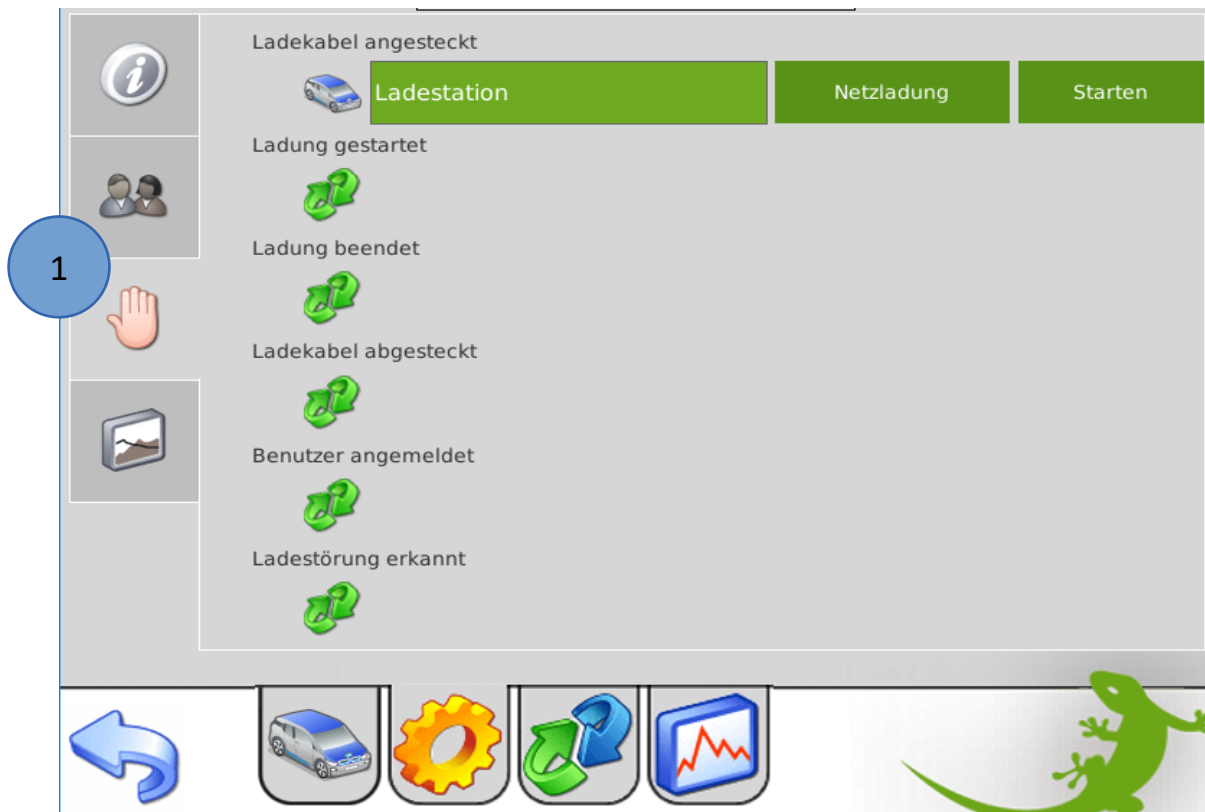 Ladekabel angesteckt
Ladestation Netzladung Starten
Ladung gestartet
1
Ladung beendet
Ladekabel abgesteckt
Benutzer angemeldet
Ladestörung erkannt